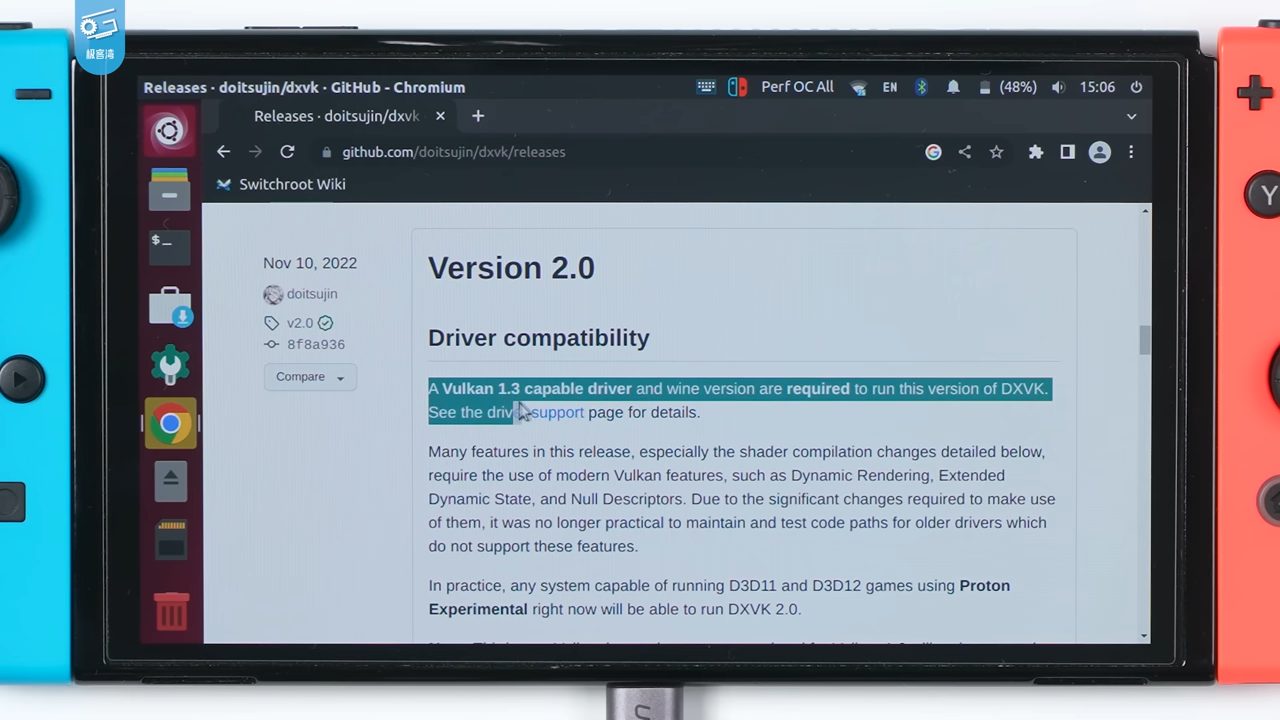 极客湾
Releases · doitsujin/dxvk · GitHub - Chromium
Perf OC All
EN
(48%)
15:06
Releases · doitsujin/dxvk
github.com/doitsujin/dxvk/releases
Switchroot Wiki
Nov 10, 2022
doitsujin
v2.0
8f8a936
Compare
Version 2.0
Driver compatibility
A Vulkan 1.3 capable driver and wine version are required to run this version of DXVK.
See the driver support page for details.
Many features in this release, especially the shader compilation changes detailed below,
require the use of modern Vulkan features, such as Dynamic Rendering, Extended
Dynamic State, and Null Descriptors. Due to the significant changes required to make use
of them, it was no longer practical to maintain and test code paths for older drivers which
do not support these features.
In practice, any system capable of running D3D11 and D3D12 games using Proton
Experimental right now will be able to run DXVK 2.0.
Y